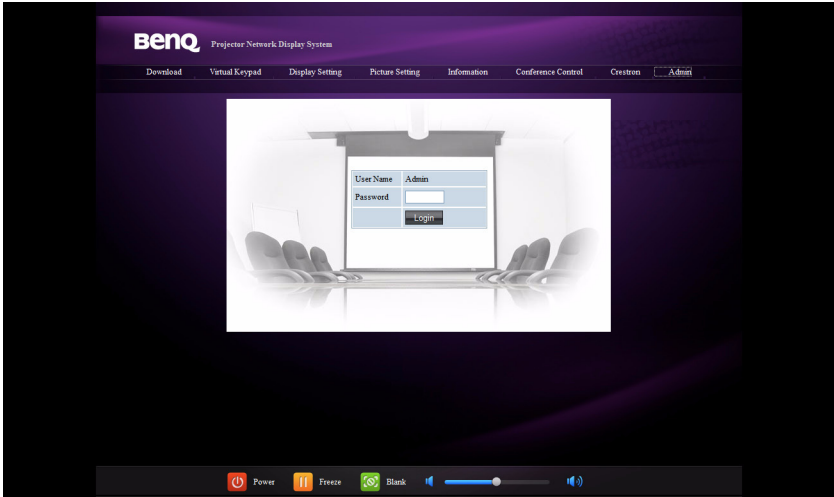 BenQ Projector Network Display System
Download Virtual Keypad Display Setting Picture Setting Information Conference Control Crestron Admin
User Name Admin
Password
Login
Power Freeze Blank